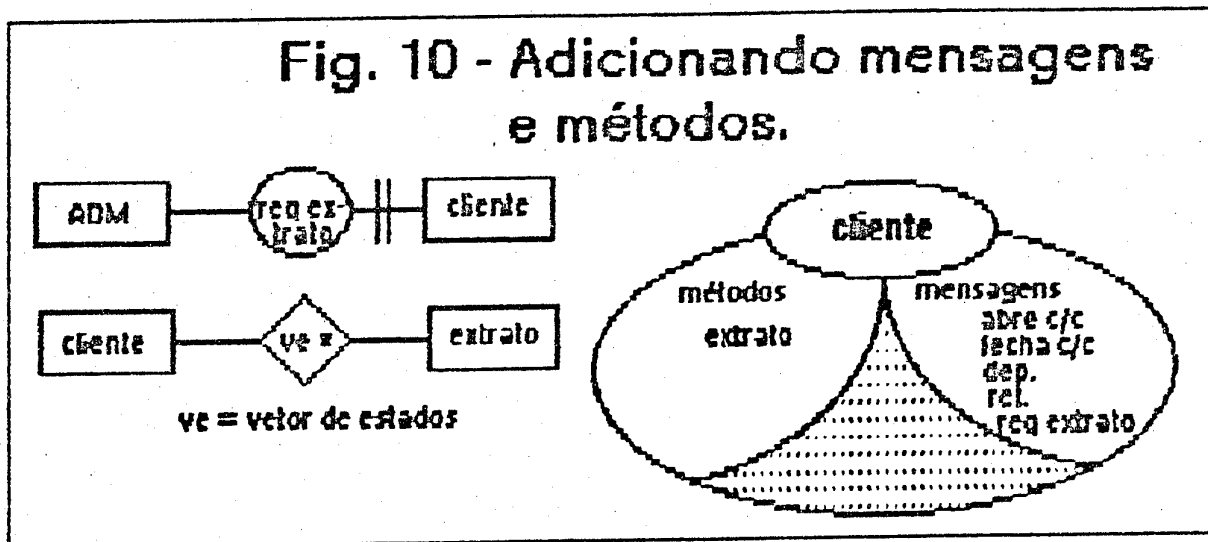 Fig. 10 - Adicionando mensagens
e métodos.
ADM
req ex-
trato
cliente
cliente
ve *
extrato
ve = vetor de estados
cliente
métodos
extrato
mensagens
abre c/c
fecha c/c
dep.
ret.
req extrato